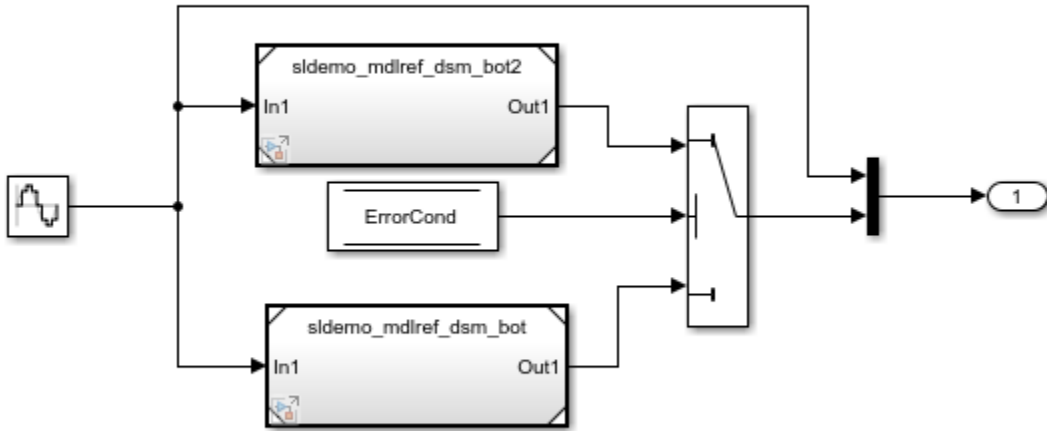 sldemo_mdlref_dsm_bot2
In1
Out1
ErrorCond
1
sldemo_mdlref_dsm_bot
In1
Out1